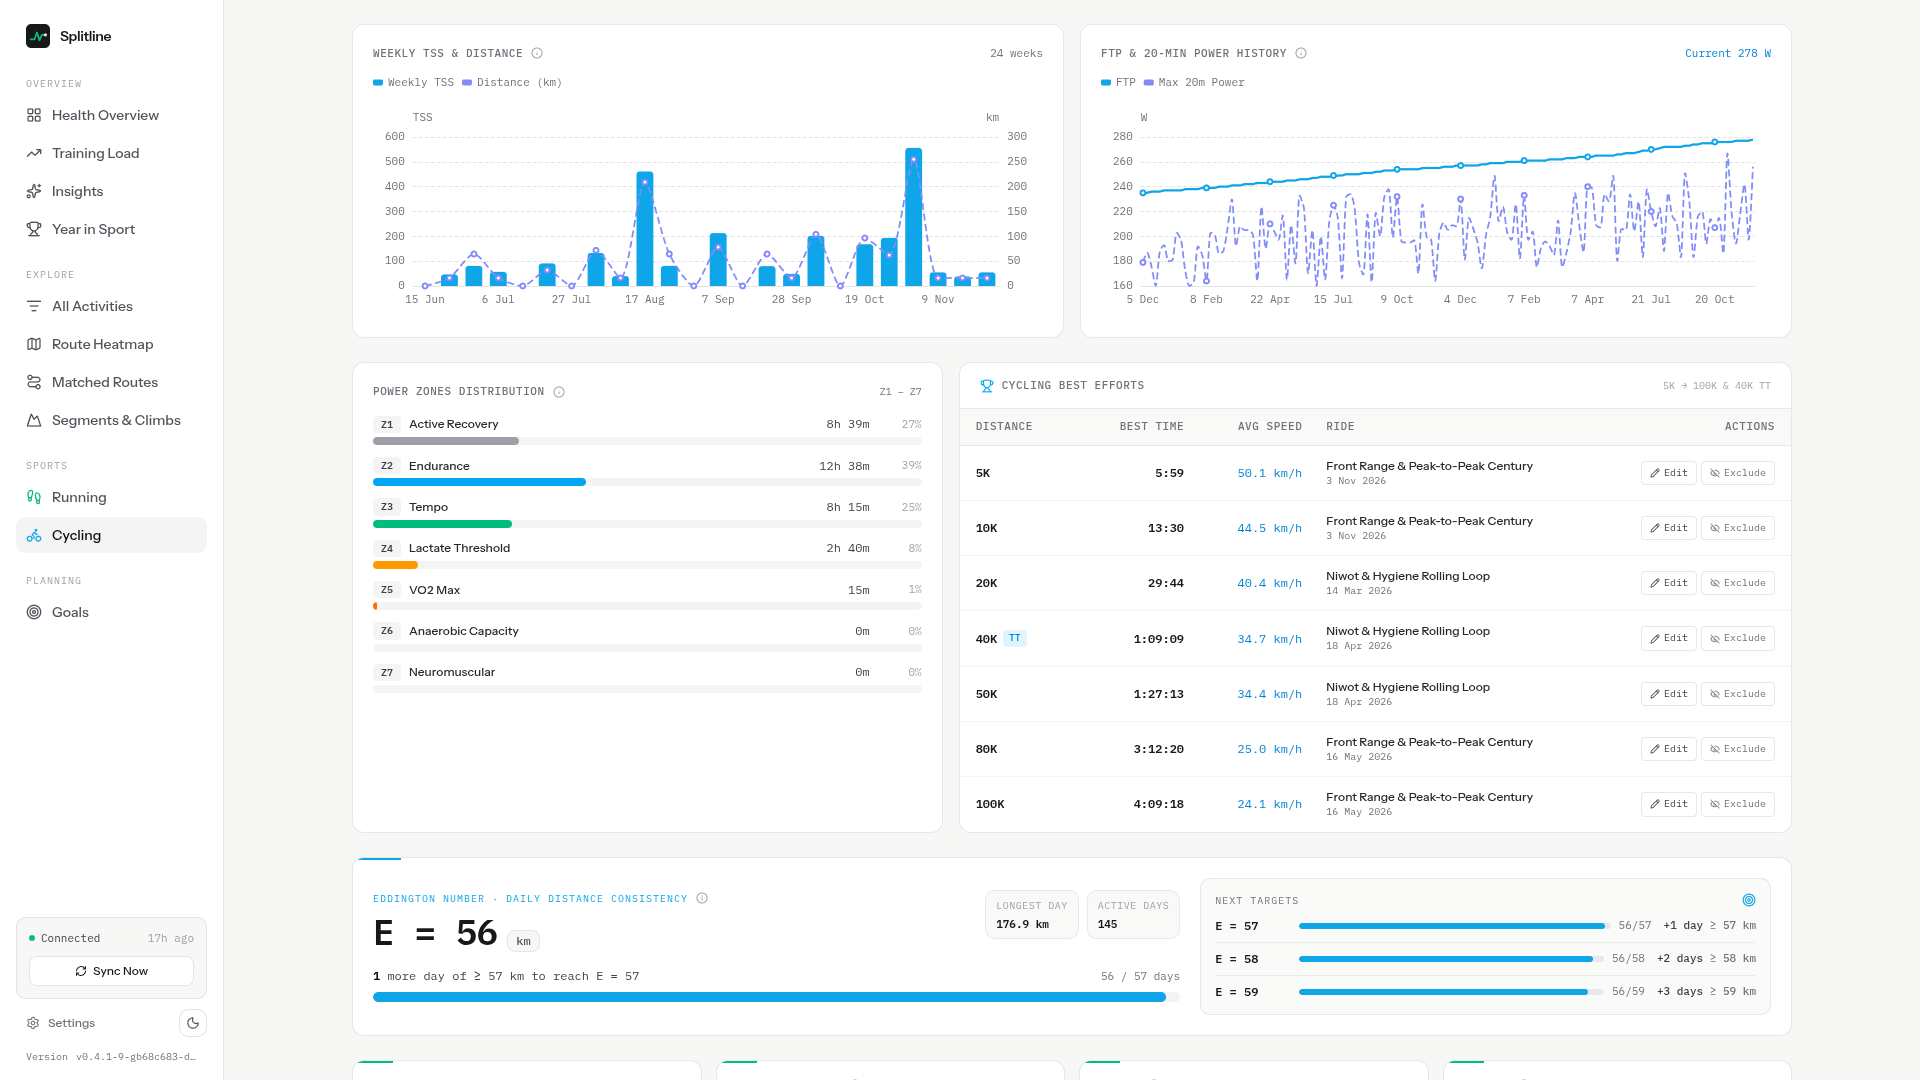 Splitline
OVERVIEW
Health Overview
Training Load
Insights
Year in Sport
EXPLORE
All Activities
Route Heatmap
Matched Routes
Segments & Climbs
SPORTS
Running
Cycling
PLANNING
Goals
Connected 17h ago
Sync Now
Settings
Version v0.4.1-9-gb68c683-d…
WEEKLY TSS & DISTANCE 24 weeks
Weekly TSS Distance (km)
TSS km
600 300
500 250
400 200
300 150
200 100
100 50
0 0
15 Jun 6 Jul 27 Jul 17 Aug 7 Sep 28 Sep 19 Oct 9 Nov
FTP & 20-MIN POWER HISTORY Current 278 W
FTP Max 20m Power
W
280
260
240
220
200
180
160
5 Dec 8 Feb 22 Apr 15 Jul 9 Oct 4 Dec 7 Feb 7 Apr 21 Jul 20 Oct
POWER ZONES DISTRIBUTION Z1 – Z7
Z1 Active Recovery 8h 39m 27%
Z2 Endurance 12h 38m 39%
Z3 Tempo 8h 15m 25%
Z4 Lactate Threshold 2h 40m 8%
Z5 VO2 Max 15m 1%
Z6 Anaerobic Capacity 0m 0%
Z7 Neuromuscular 0m 0%
CYCLING BEST EFFORTS 5K → 100K & 40K TT
DISTANCE BEST TIME AVG SPEED RIDE ACTIONS
5K 5:59 50.1 km/h Front Range & Peak-to-Peak Century Edit Exclude
3 Nov 2026
10K 13:30 44.5 km/h Front Range & Peak-to-Peak Century Edit Exclude
3 Nov 2026
20K 29:44 40.4 km/h Niwot & Hygiene Rolling Loop Edit Exclude
14 Mar 2026
40K TT 1:09:09 34.7 km/h Niwot & Hygiene Rolling Loop Edit Exclude
18 Apr 2026
50K 1:27:13 34.4 km/h Niwot & Hygiene Rolling Loop Edit Exclude
18 Apr 2026
80K 3:12:20 25.0 km/h Front Range & Peak-to-Peak Century Edit Exclude
16 May 2026
100K 4:09:18 24.1 km/h Front Range & Peak-to-Peak Century Edit Exclude
16 May 2026
EDDINGTON NUMBER · DAILY DISTANCE CONSISTENCY
E = 56 km
LONGEST DAY
176.9 km
ACTIVE DAYS
145
1 more day of ≥ 57 km to reach E = 57 56 / 57 days
NEXT TARGETS
E = 57 56/57 +1 day ≥ 57 km
E = 58 56/58 +2 days ≥ 58 km
E = 59 56/59 +3 days ≥ 59 km